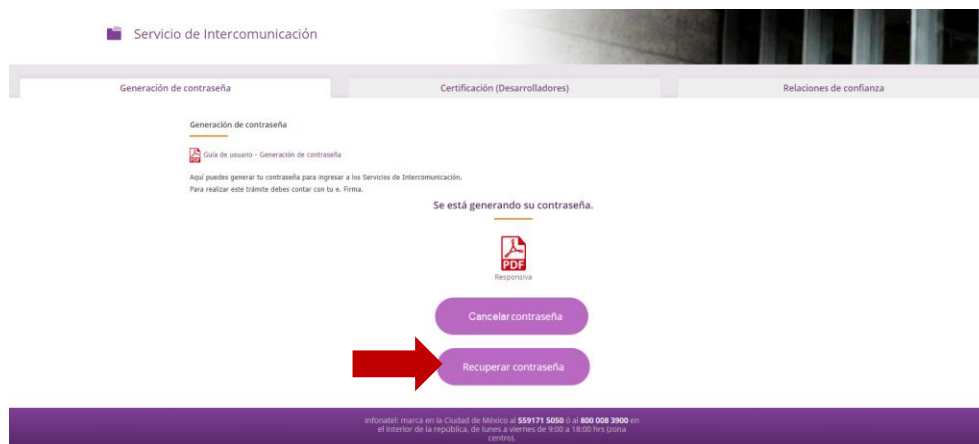 Servicio de Intercomunicación
Generación de contraseña
Certificación (Desarrolladores)
Relaciones de confianza
Generación de contraseña
PDF
Guía de usuario - Generación de contraseña
Aquí puedes generar tu contraseña para ingresar a los Servicios de Intercomunicación.
Para realizar este trámite debes contar con tu e. Firma.
Se está generando su contraseña.
PDF
Responsiva
Cancelar contraseña
Recuperar contraseña
Infonatel: marca en la Ciudad de México al 559171 5050 ó al 800 008 3900 en
el interior de la república, de lunes a viernes de 9:00 a 18:00 hrs (zona
centro).